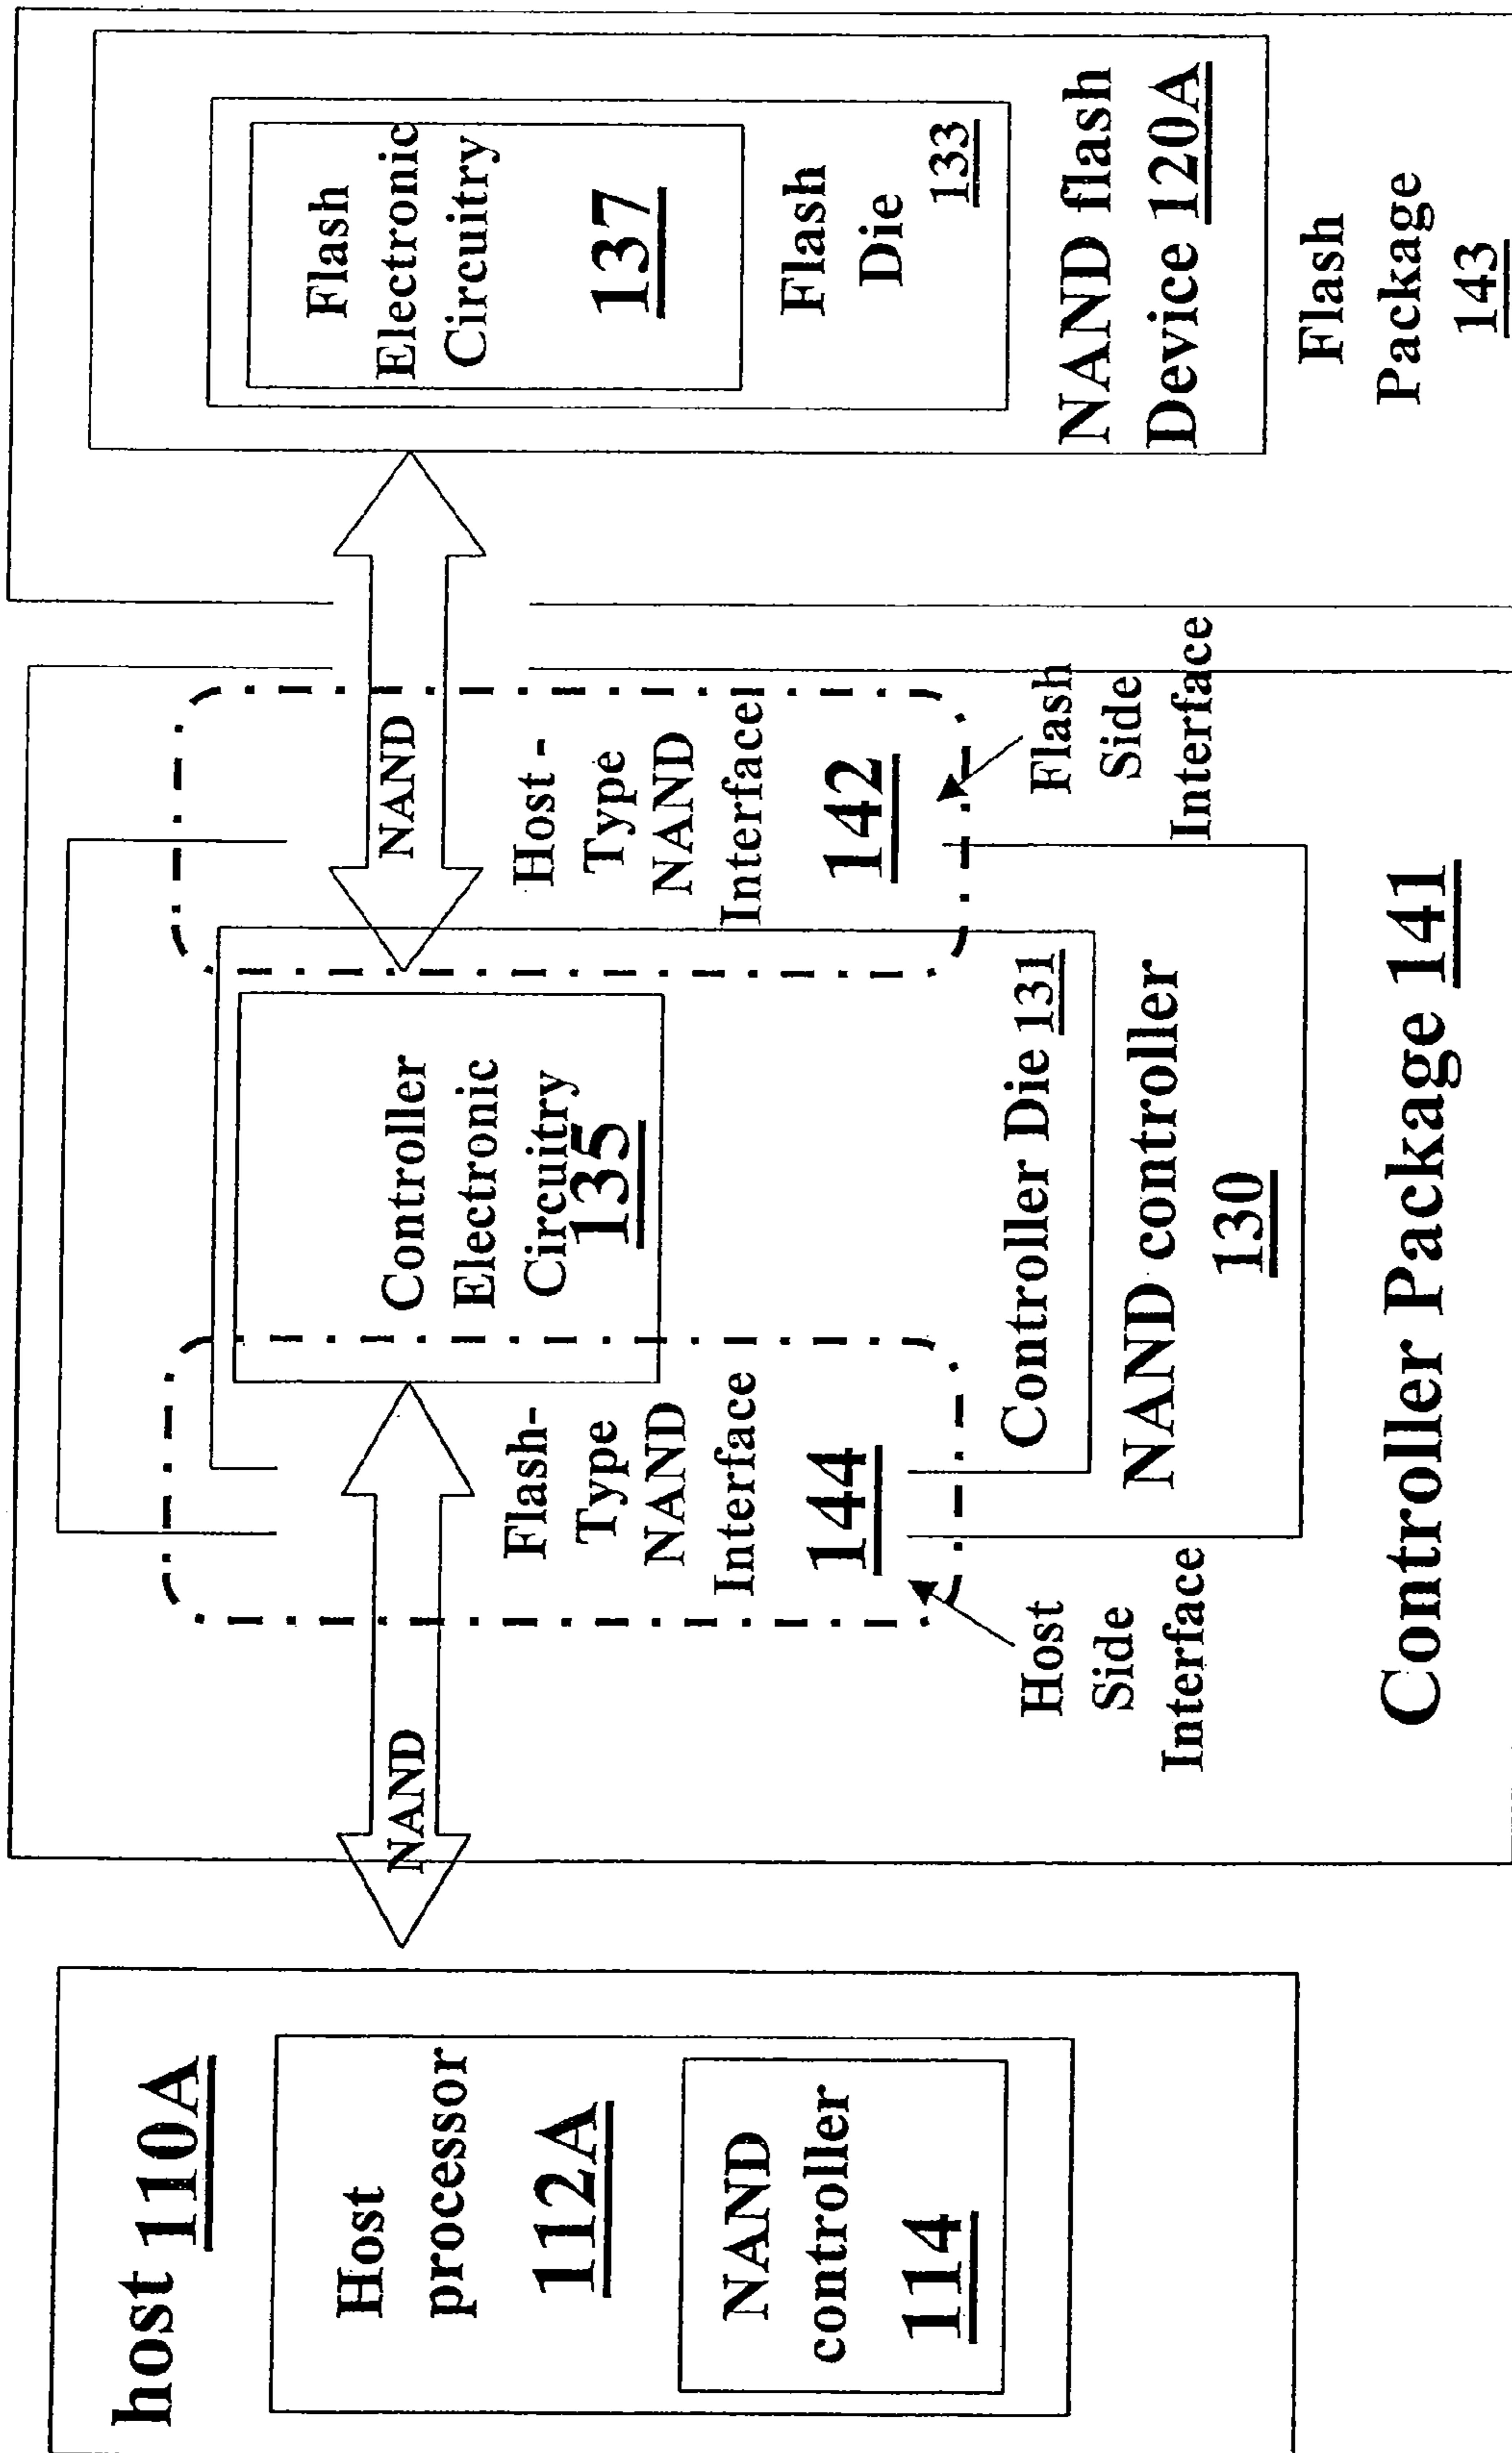 host 110A
Host
processor
112A
NAND
controller
114
NAND
Flash-
Type
NAND
Interface
144
Host
Side
Interface
Controller
Electronic
Circuitry
135
Controller Die 131
NAND controller
130
Controller Package 141
NAND
Host-
Type
NAND
Interface
142
Flash
Side
Interface
Flash
Electronic
Circuitry
137
Flash
Die 133
NAND flash
Device 120A
Flash
Package
143